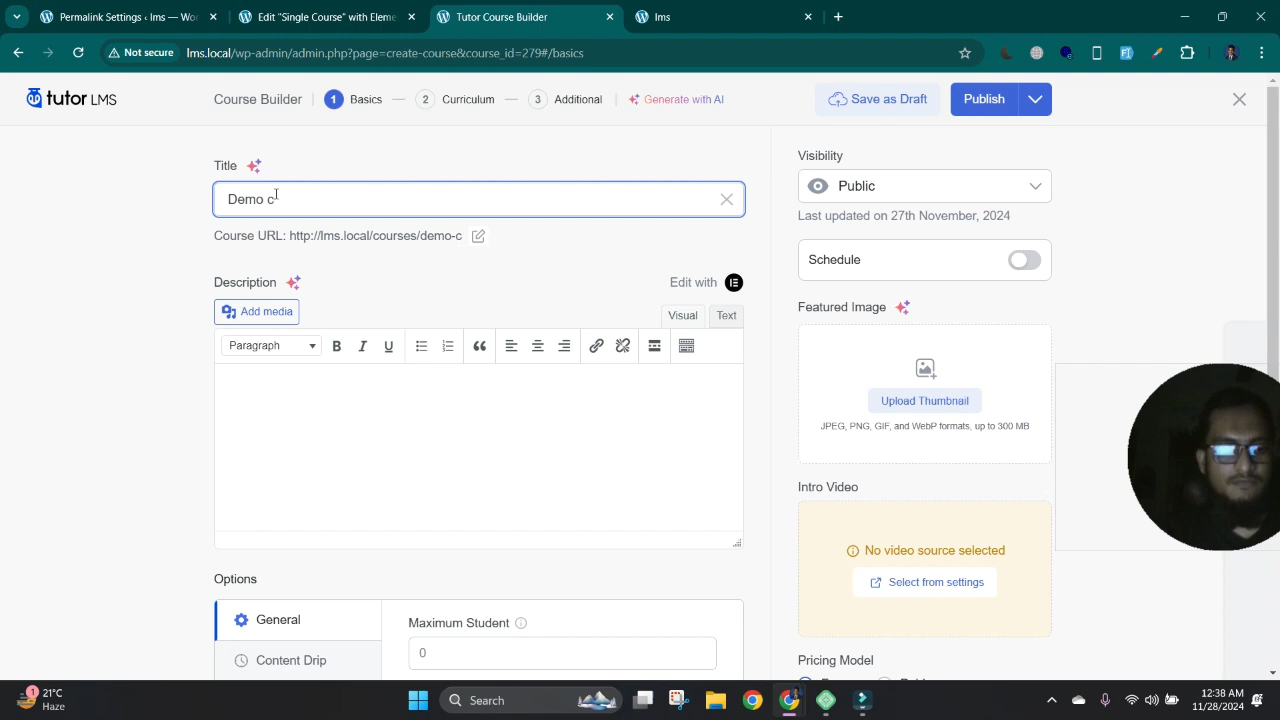 Permalink Settings ‹ lms — Wo
Edit "Single Course" with Eleme
Tutor Course Builder
lms
Not secure
lms.local/wp-admin/admin.php?page=create-course&course_id=279#/basics
tutor LMS
Course Builder
1 Basics
2 Curriculum
3 Additional
Generate with AI
Save as Draft
Publish
Title
Demo c
Course URL: http://lms.local/courses/demo-c
Description
Edit with
Add media
Visual
Text
Paragraph
B I U
Options
General
Content Drip
Maximum Student
0
Visibility
Public
Last updated on 27th November, 2024
Schedule
Featured Image
Upload Thumbnail
JPEG, PNG, GIF, and WebP formats, up to 300 MB
Intro Video
No video source selected
Select from settings
Pricing Model
1
21°C
Haze
Search
12:38 AM
11/28/2024